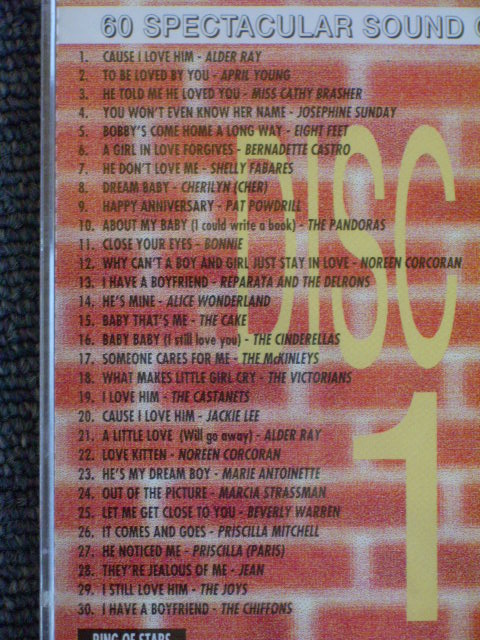 60 SPECTACULAR SOUND
1. CAUSE I LOVE HIM - ALDER RAY
2. TO BE LOVED BY YOU - APRIL YOUNG
3. HE TOLD ME HE LOVED YOU - MISS CATHY BRASHER
4. YOU WON'T EVEN KNOW HER NAME - JOSEPHINE SUNDAY
5. BOBBY'S COME HOME A LONG WAY - EIGHT FEET
6. A GIRL IN LOVE FORGIVES - BERNADETTE CASTRO
7. HE DON'T LOVE ME - SHELLY FABARES
8. DREAM BABY - CHERILYN (CHER)
9. HAPPY ANNIVERSARY - PAT POWDRILL
10. ABOUT MY BABY (I could write a book) - THE PANDORAS
11. CLOSE YOUR EYES - BONNIE
12. WHY CAN'T A BOY AND GIRL JUST STAY IN LOVE - NOREEN CORCORAN
13. I HAVE A BOYFRIEND - REPARATA AND THE DELRONS
14. HE'S MINE - ALICE WONDERLAND
15. BABY THAT'S ME - THE CAKE
16. BABY BABY (I still love you) - THE CINDERELLAS
17. SOMEONE CARES FOR ME - THE McKINLEYS
18. WHAT MAKES LITTLE GIRL CRY - THE VICTORIANS
19. I LOVE HIM - THE CASTANETS
20. CAUSE I LOVE HIM - JACKIE LEE
21. A LITTLE LOVE (Will go away) - ALDER RAY
22. LOVE KITTEN - NOREEN CORCORAN
23. HE'S MY DREAM BOY - MARIE ANTOINETTE
24. OUT OF THE PICTURE - MARCIA STRASSMAN
25. LET ME GET CLOSE TO YOU - BEVERLY WARREN
26. IT COMES AND GOES - PRISCILLA MITCHELL
27. HE NOTICED ME - PRISCILLA (PARIS)
28. THEY'RE JEALOUS OF ME - JEAN
29. I STILL LOVE HIM - THE JOYS
30. I HAVE A BOYFRIEND - THE CHIFFONS
DISC
1
RING OF STARS